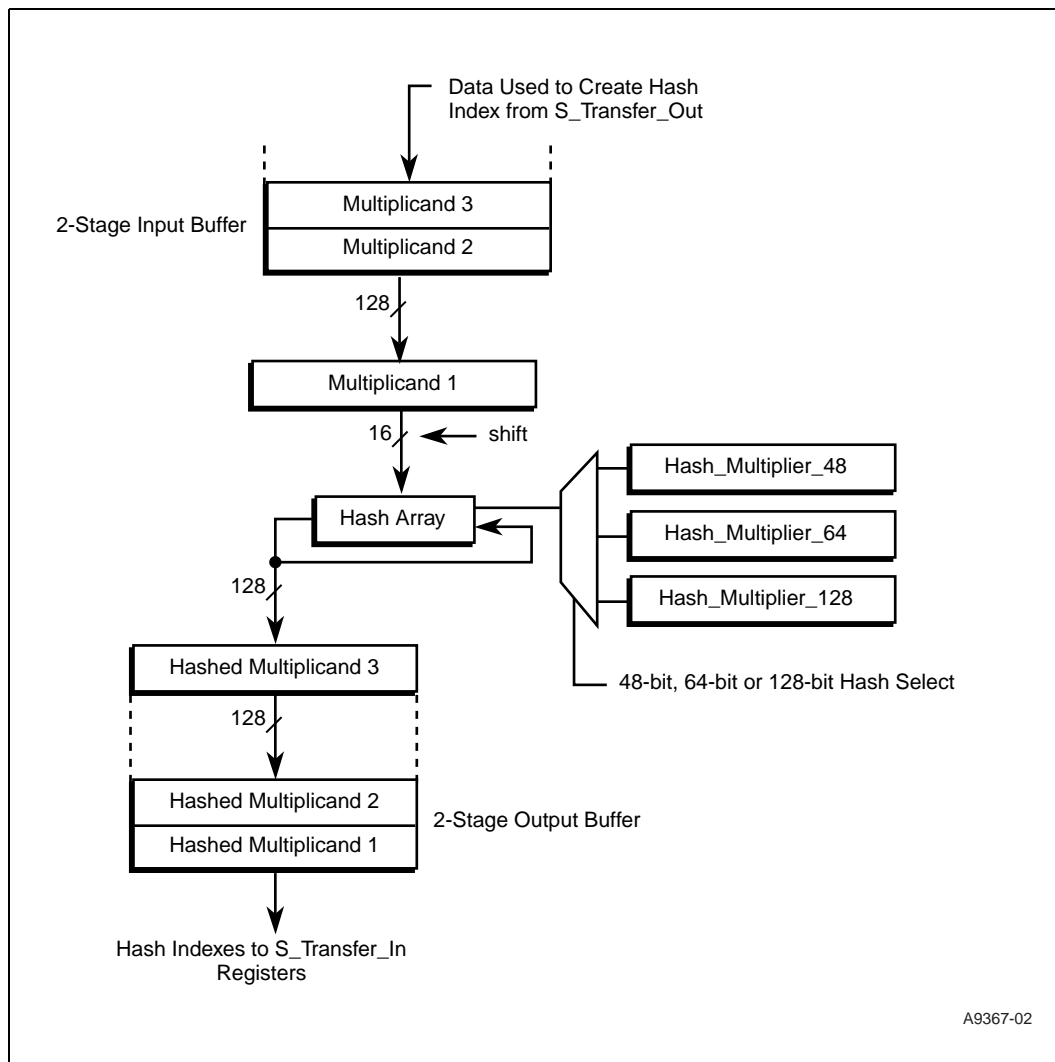 Data Used to Create Hash
Index from S_Transfer_Out
Multiplicand 3
2-Stage Input Buffer
Multiplicand 2
128
Multiplicand 1
16
shift
Hash_Multiplier_48
Hash Array
Hash_Multiplier_64
128
Hash_Multiplier_128
Hashed Multiplicand 3
48-bit, 64-bit or 128-bit Hash Select
128
Hashed Multiplicand 2
2-Stage Output Buffer
Hashed Multiplicand 1
Hash Indexes to S_Transfer_In
Registers
A9367-02